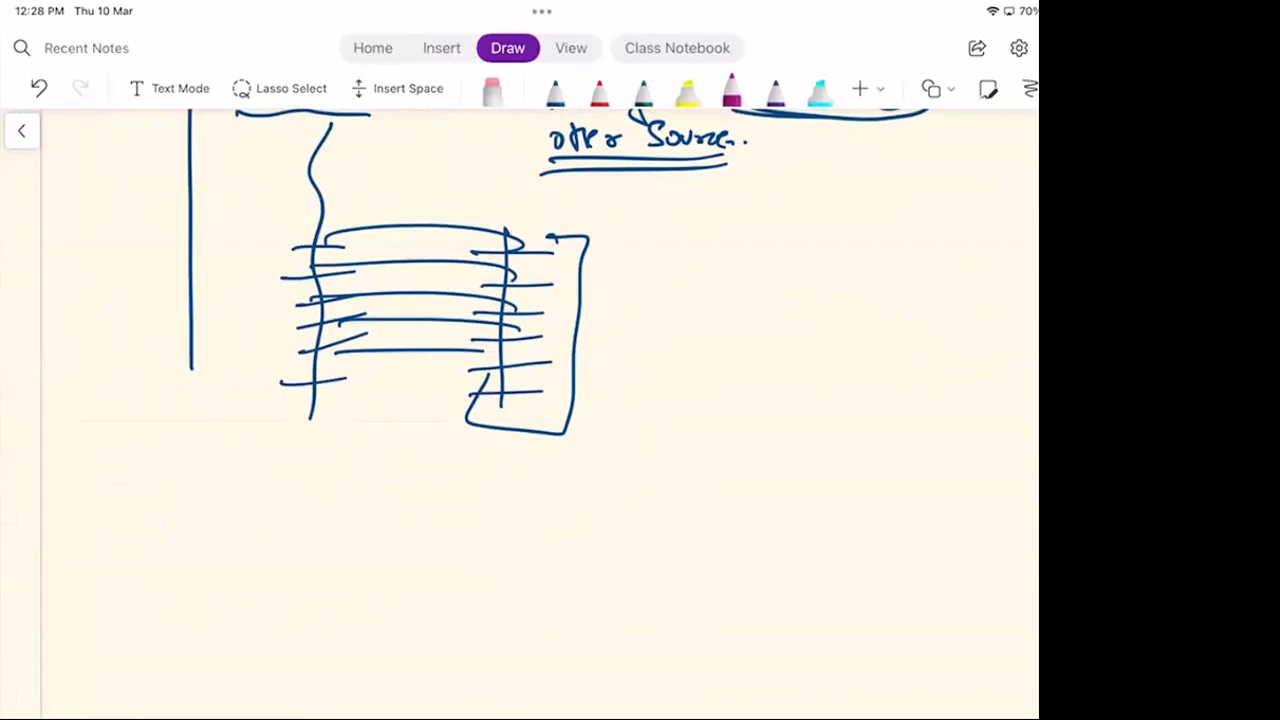 12:28 PM Thu 10 Mar
70%
Recent Notes
Home Insert Draw View Class Notebook
Text Mode Lasso Select Insert Space
other Source.